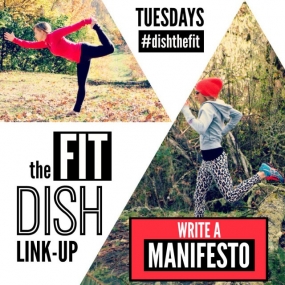 TUESDAYS
#dishthefit
the FIT
DISH
LINK-UP
WRITE A
MANIFESTO